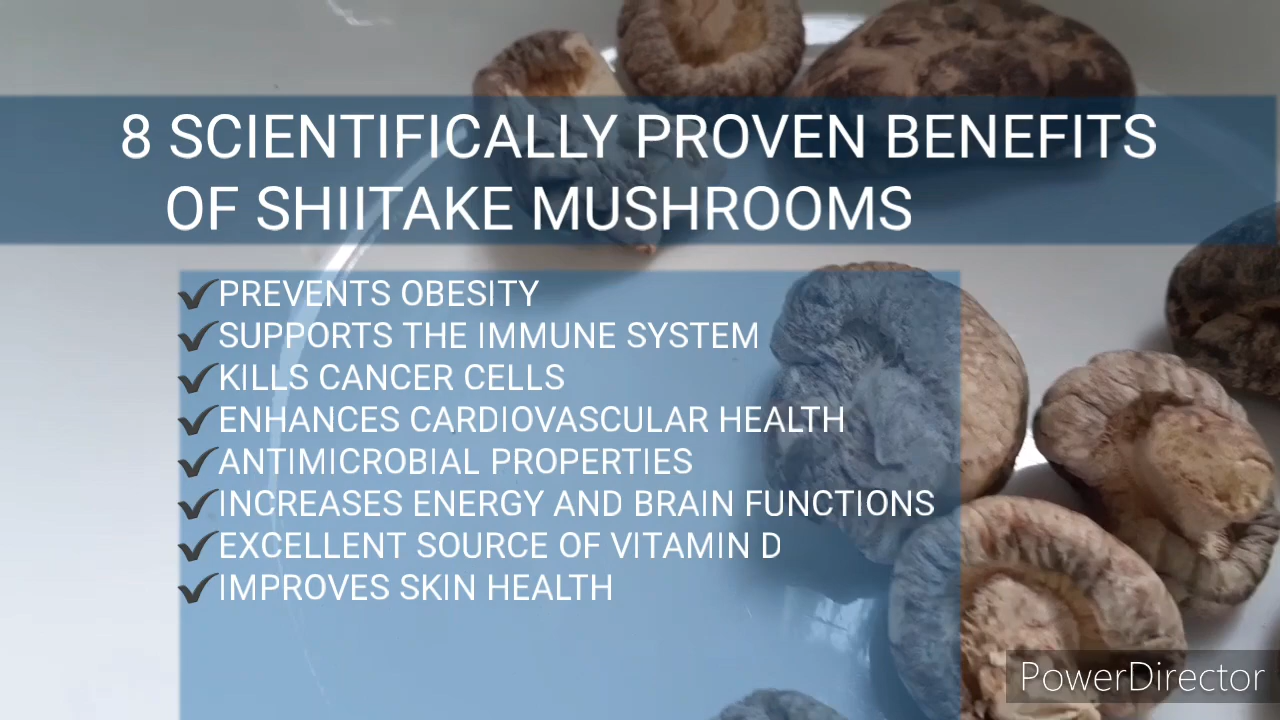 8 SCIENTIFICALLY PROVEN BENEFITS
OF SHIITAKE MUSHROOMS
✔PREVENTS OBESITY
✔SUPPORTS THE IMMUNE SYSTEM
✔KILLS CANCER CELLS
✔ENHANCES CARDIOVASCULAR HEALTH
✔ANTIMICROBIAL PROPERTIES
✔INCREASES ENERGY AND BRAIN FUNCTIONS
✔EXCELLENT SOURCE OF VITAMIN D
✔IMPROVES SKIN HEALTH
PowerDirector